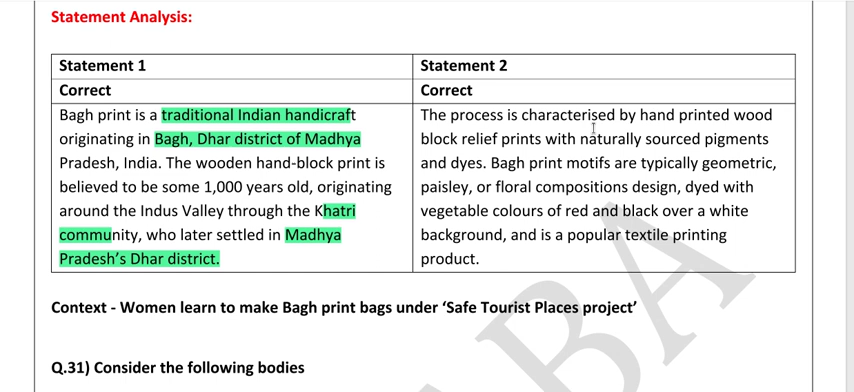 Statement Analysis:
Statement 1
Correct
Bagh print is a traditional Indian handicraft
originating in Bagh, Dhar district of Madhya
Pradesh, India. The wooden hand-block print is
believed to be some 1,000 years old, originating
around the Indus Valley through the Khatri
community, who later settled in Madhya
Pradesh’s Dhar district.
Statement 2
Correct
The process is characterised by hand printed wood
block relief prints with naturally sourced pigments
and dyes. Bagh print motifs are typically geometric,
paisley, or floral compositions design, dyed with
vegetable colours of red and black over a white
background, and is a popular textile printing
product.
Context - Women learn to make Bagh print bags under ‘Safe Tourist Places project’
Q.31) Consider the following bodies